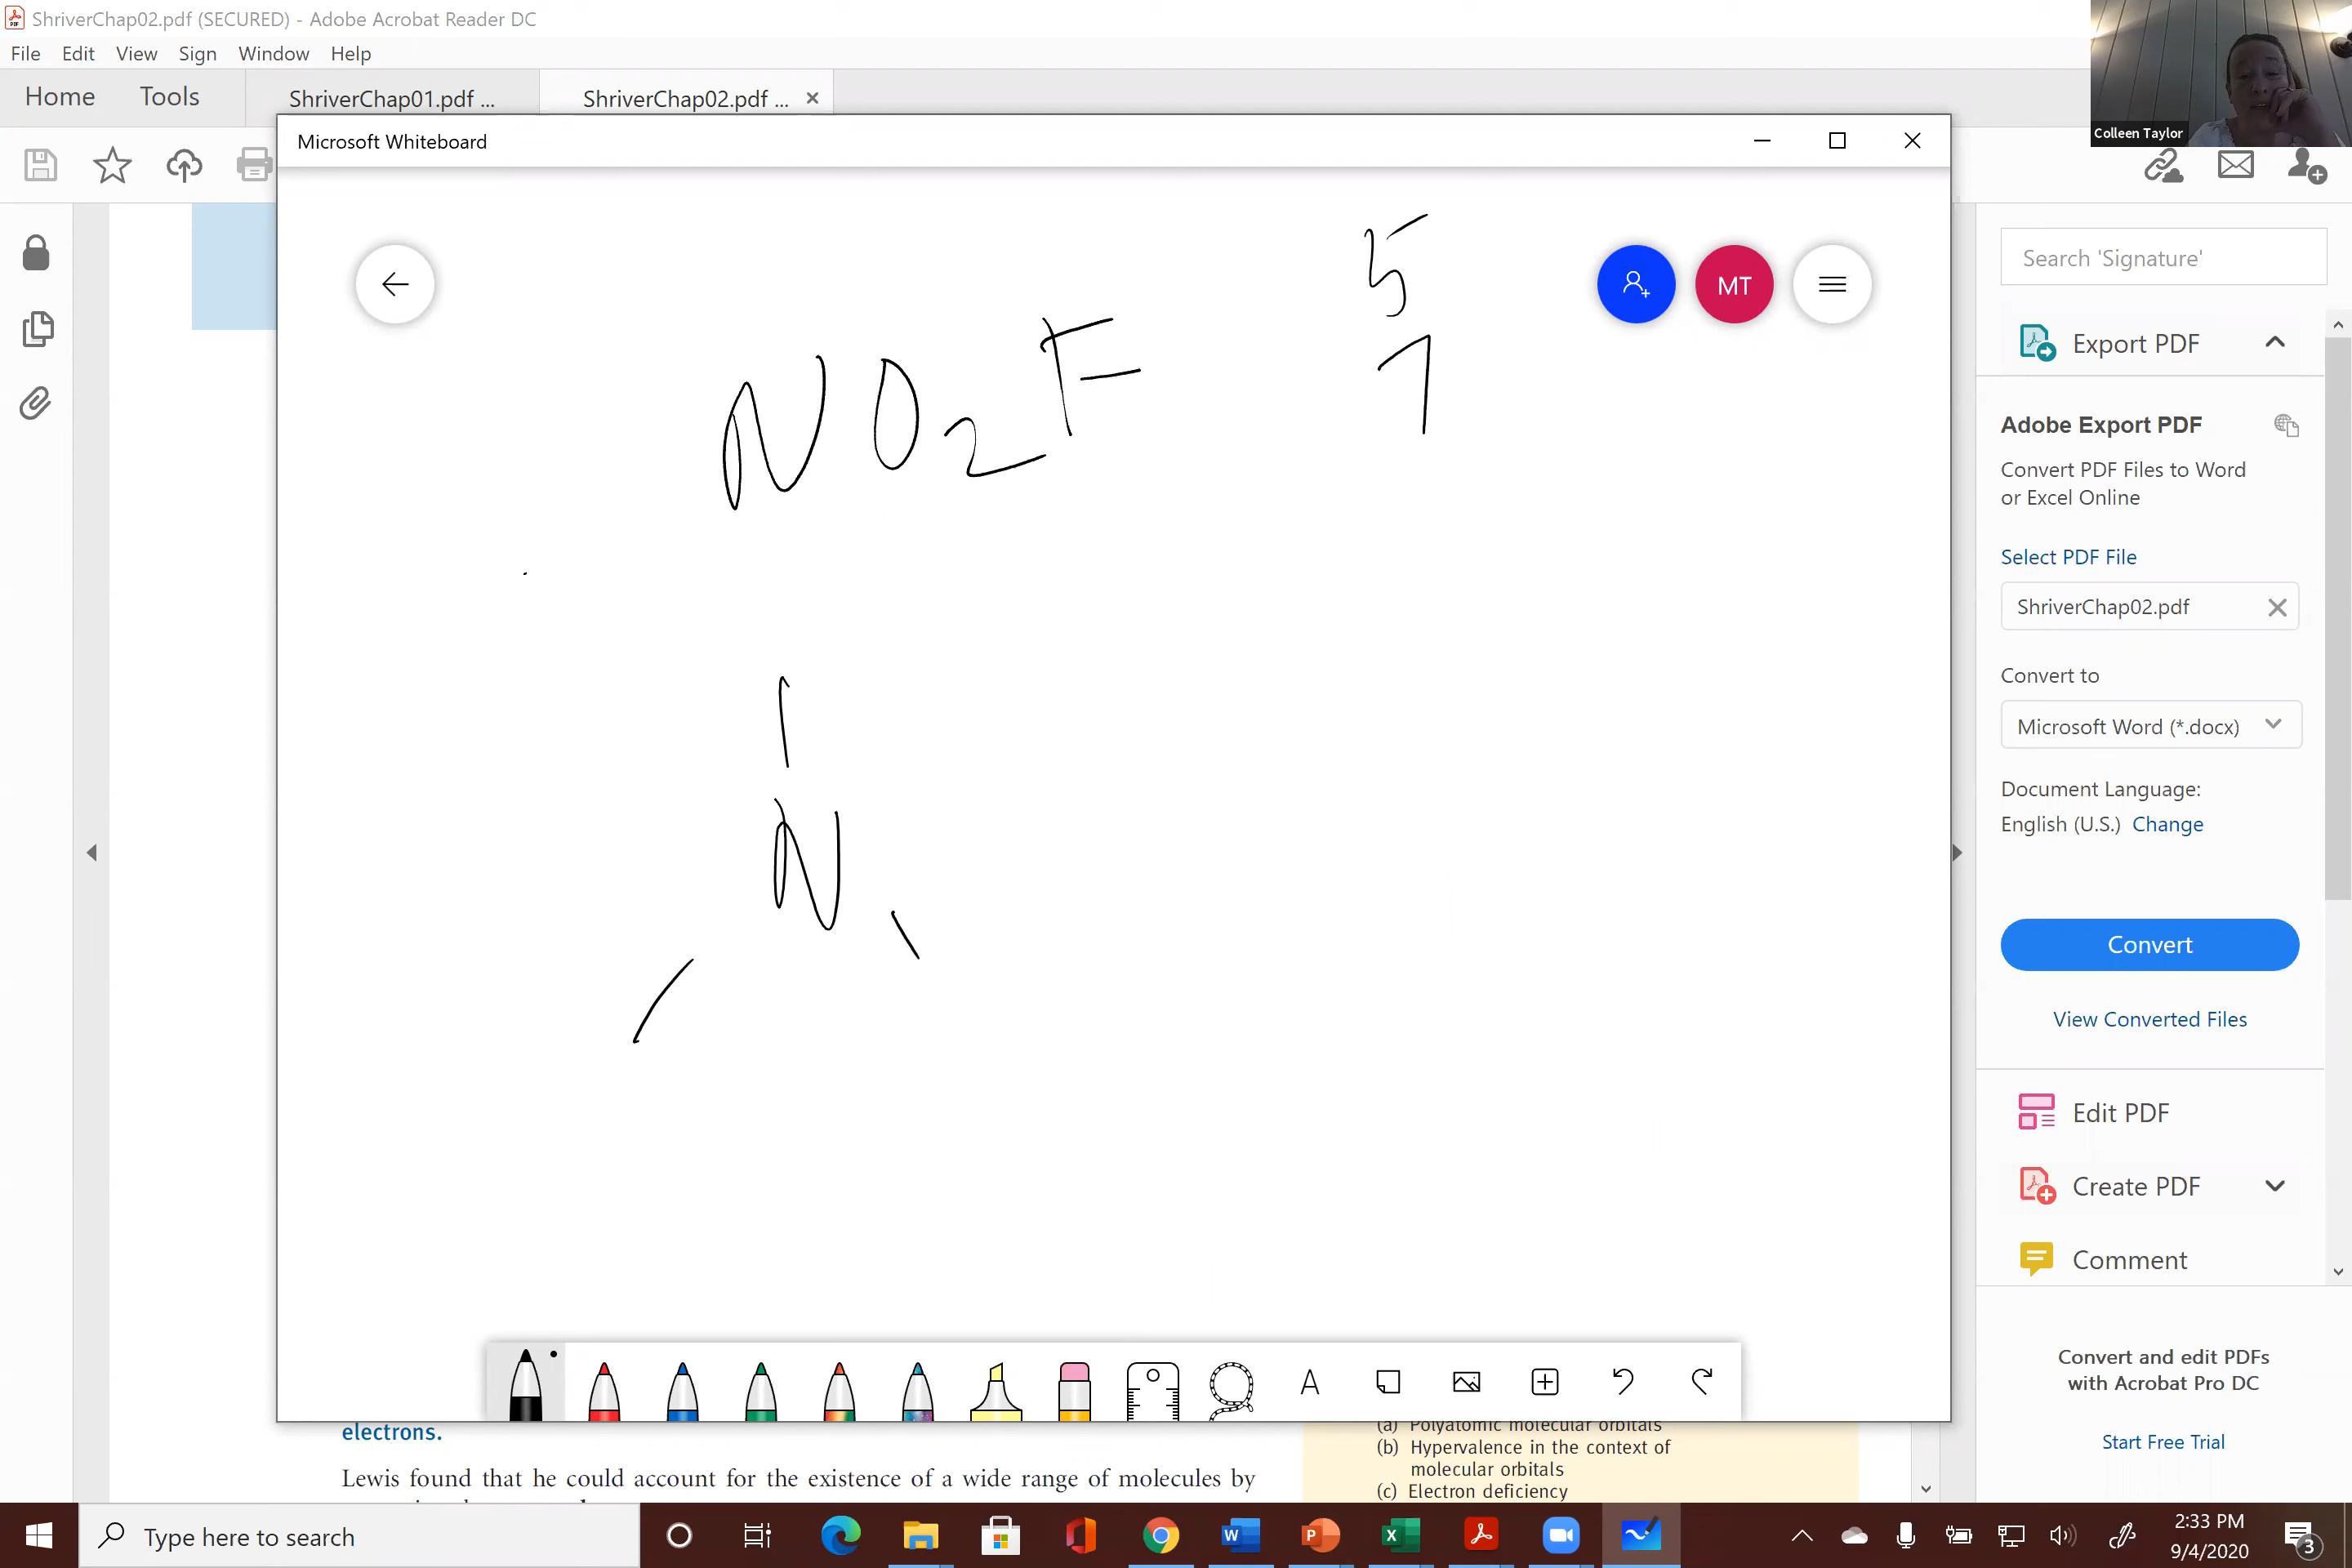 ShriverChap02.pdf (SECURED) - Adobe Acrobat Reader DC
File Edit View Sign Window Help
Home Tools ShriverChap01.pdf ... ShriverChap02.pdf ...
Colleen Taylor
Microsoft Whiteboard
MT
5
7
NO2F
N
Search 'Signature'
Export PDF
Adobe Export PDF
Convert PDF Files to Word
or Excel Online
Select PDF File
ShriverChap02.pdf
Convert to
Microsoft Word (*.docx)
Document Language:
English (U.S.) Change
Convert
View Converted Files
Edit PDF
Create PDF
Comment
Convert and edit PDFs
with Acrobat Pro DC
Start Free Trial
A
electrons.
Lewis found that he could account for the existence of a wide range of molecules by
(a) Polyatomic molecular orbitals
(b) Hypervalence in the context of
molecular orbitals
(c) Electron deficiency
Type here to search
2:33 PM
9/4/2020
3